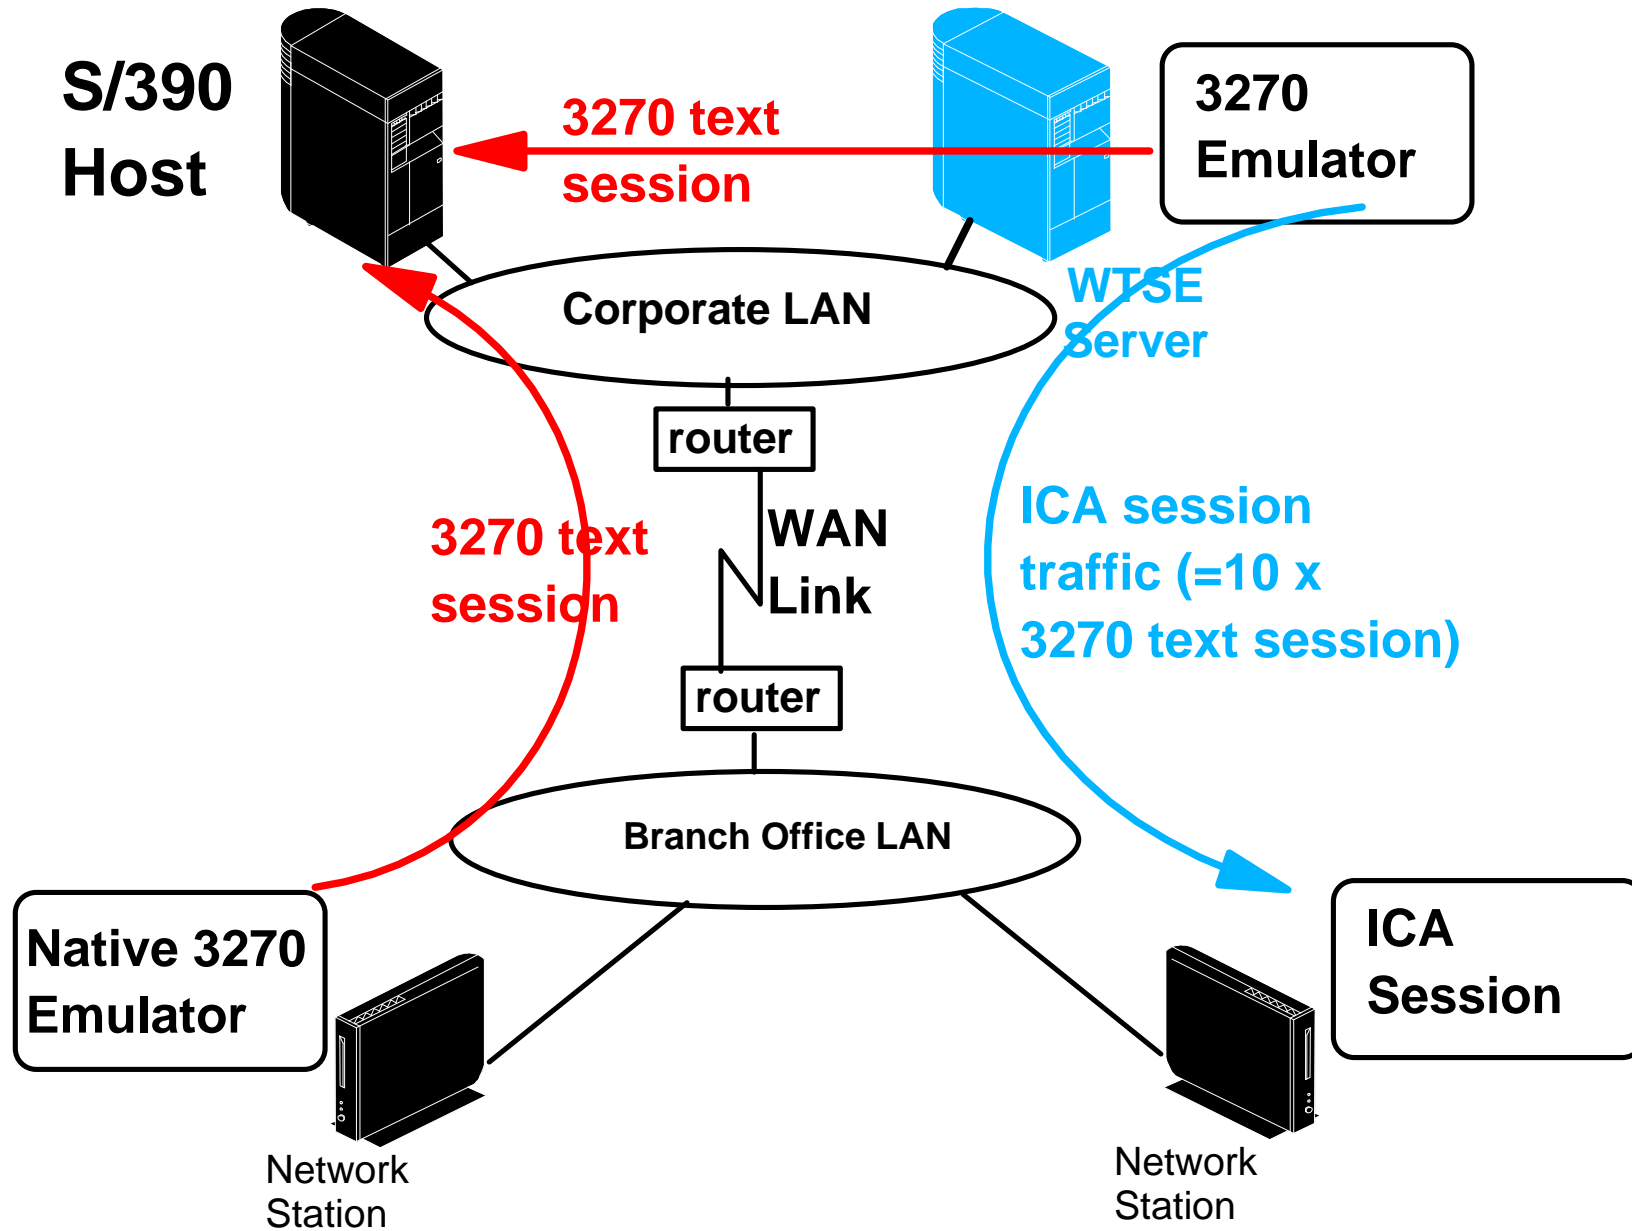 S/390
Host
3270 text
session
3270
Emulator
WTSE
Server
Corporate LAN
router
3270 text
session
WAN
Link
ICA session
traffic (=10 x
3270 text session)
router
Branch Office LAN
Native 3270
Emulator
ICA
Session
Network
Station
Network
Station